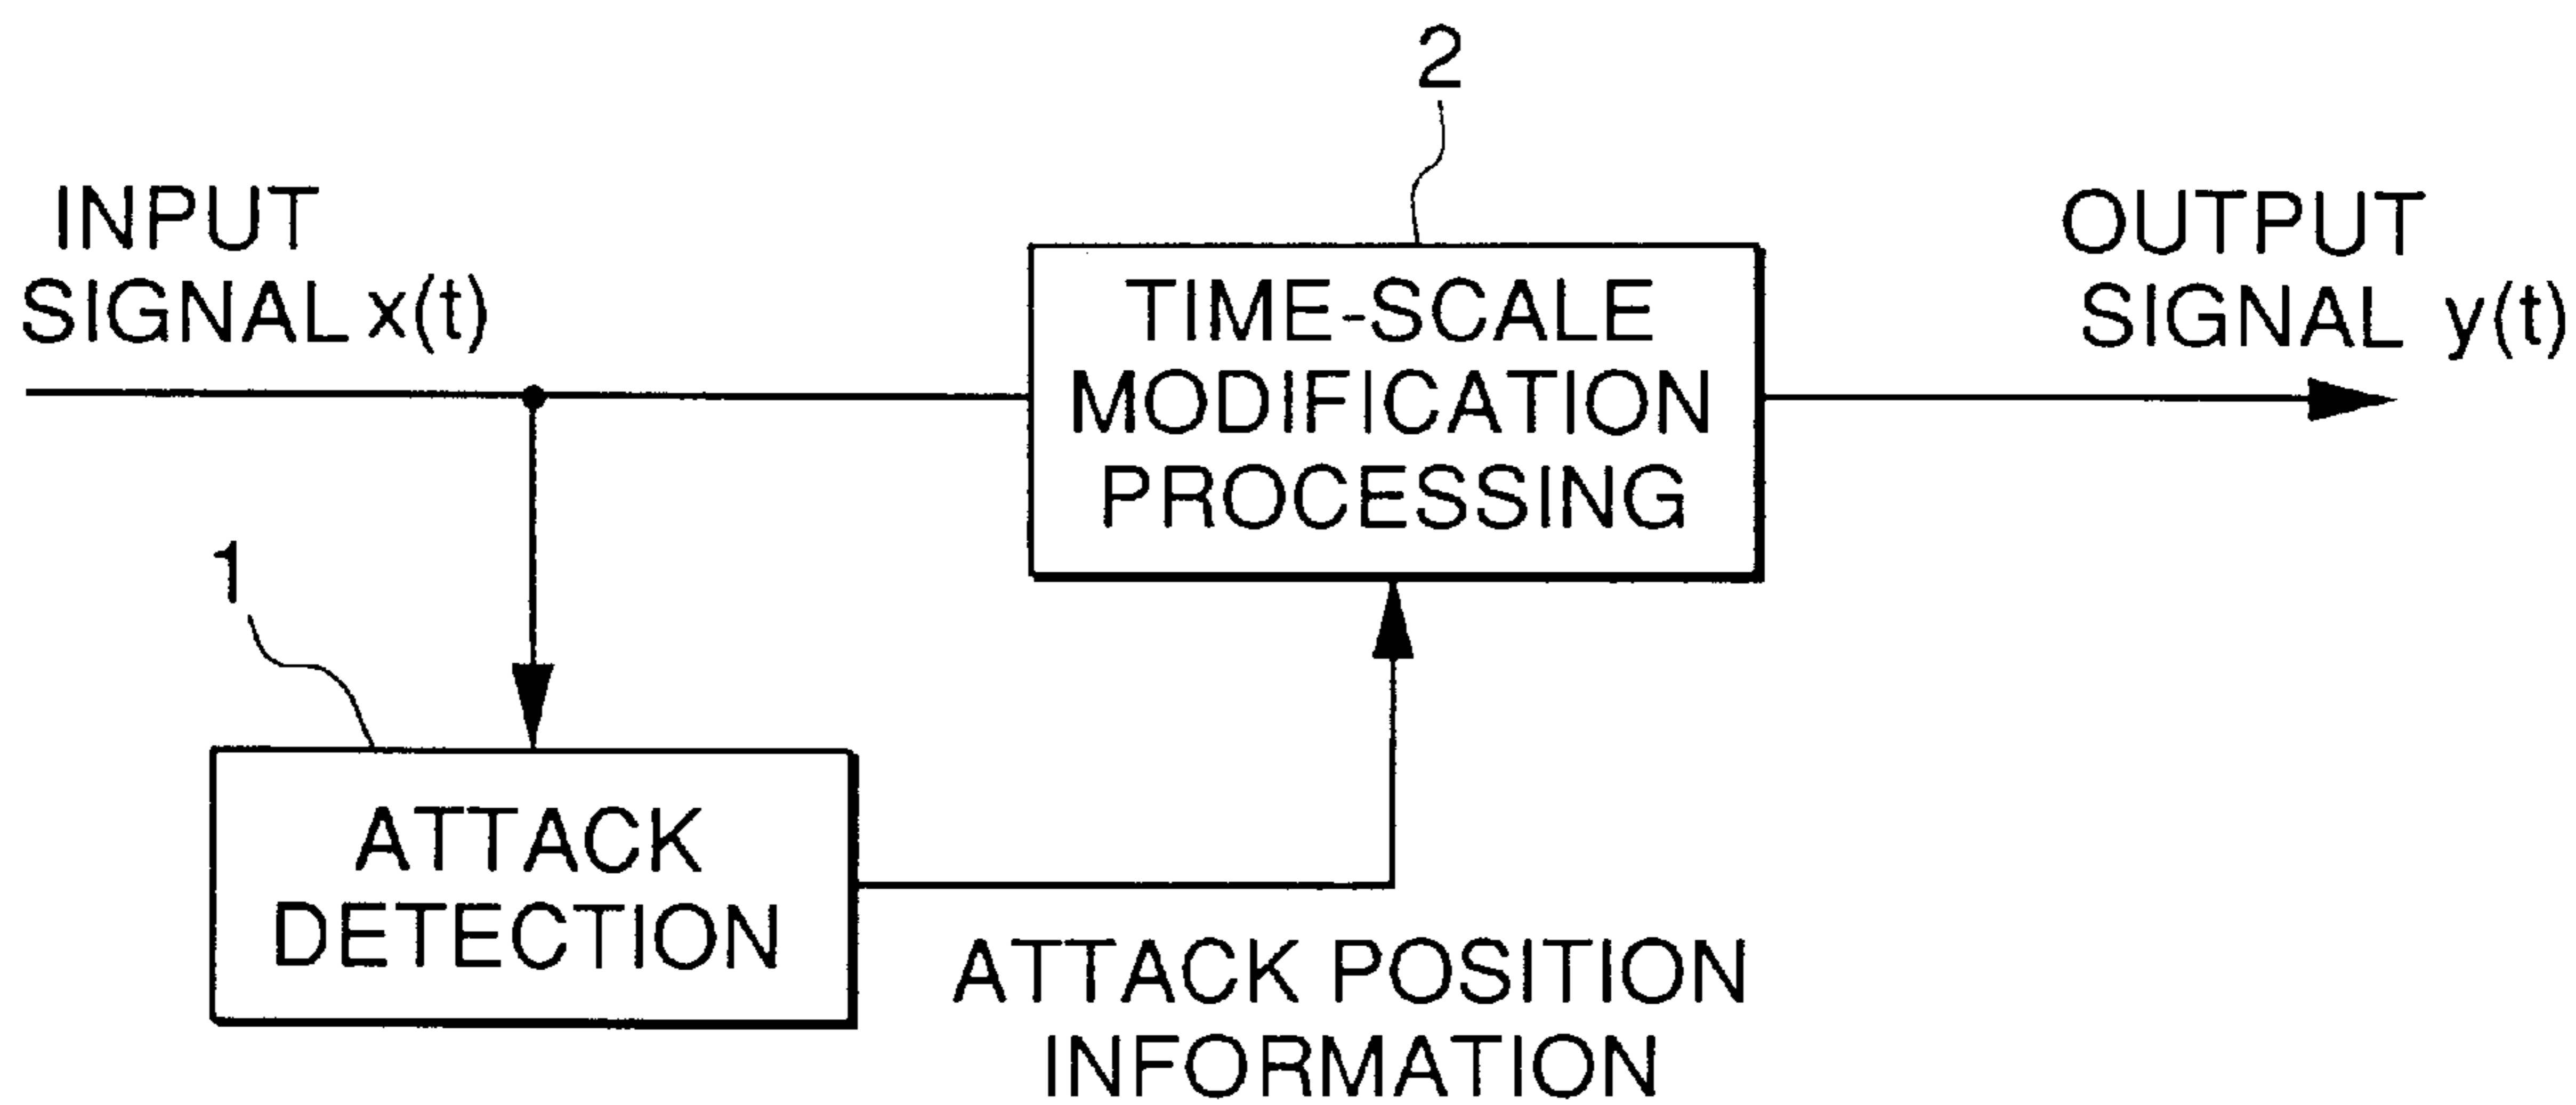 2
INPUT
SIGNAL x(t)
TIME-SCALE
MODIFICATION
PROCESSING
OUTPUT
SIGNAL y(t)
1
ATTACK
DETECTION
ATTACK POSITION
INFORMATION